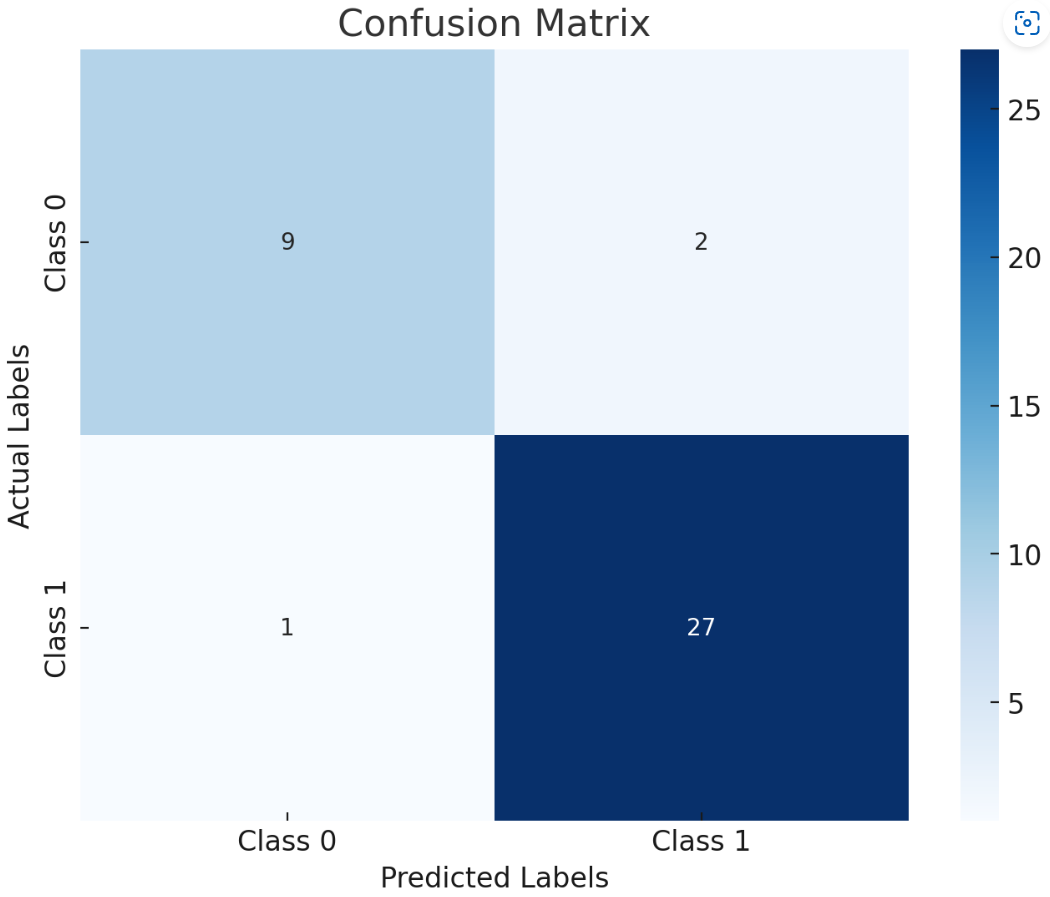 Confusion Matrix
Actual Labels
Class 0
9
2
Class 1
1
27
Class 0
Class 1
Predicted Labels
25
20
15
10
5